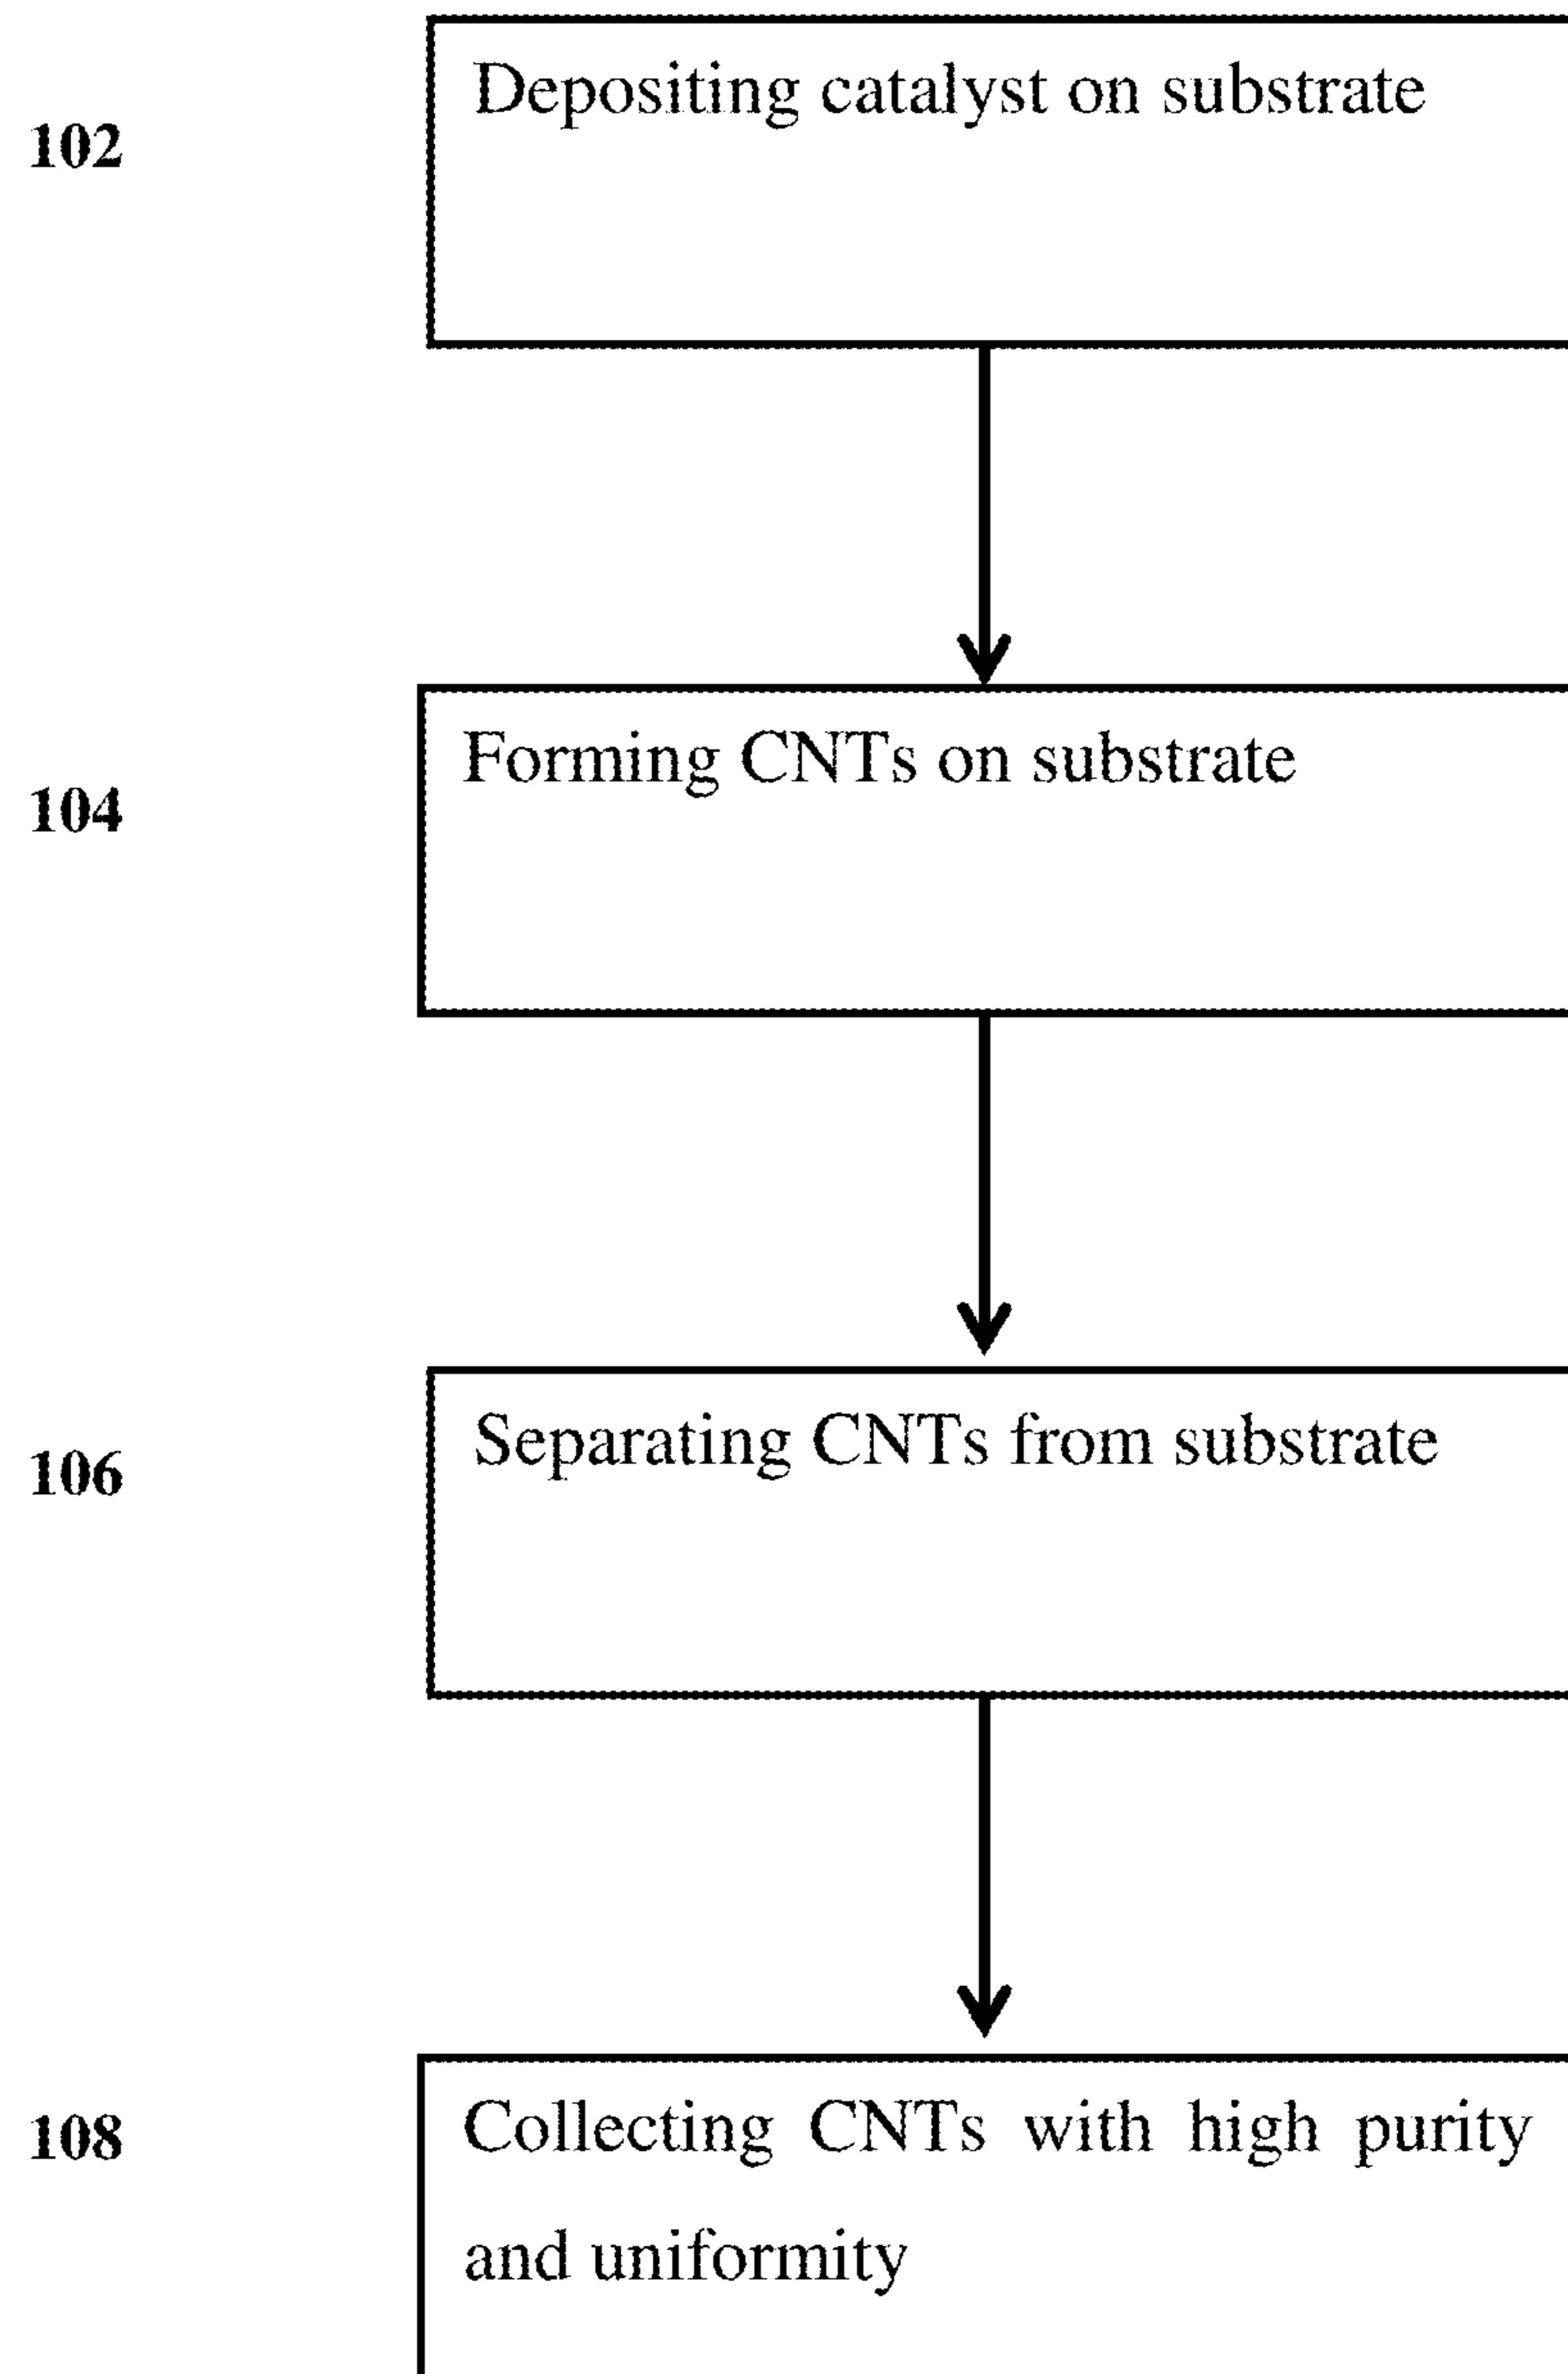 102
Depositing catalyst on substrate
104
Forming CNTs on substrate
106
Separating CNTs from substrate
108
Collecting CNTs with high purity
and uniformity